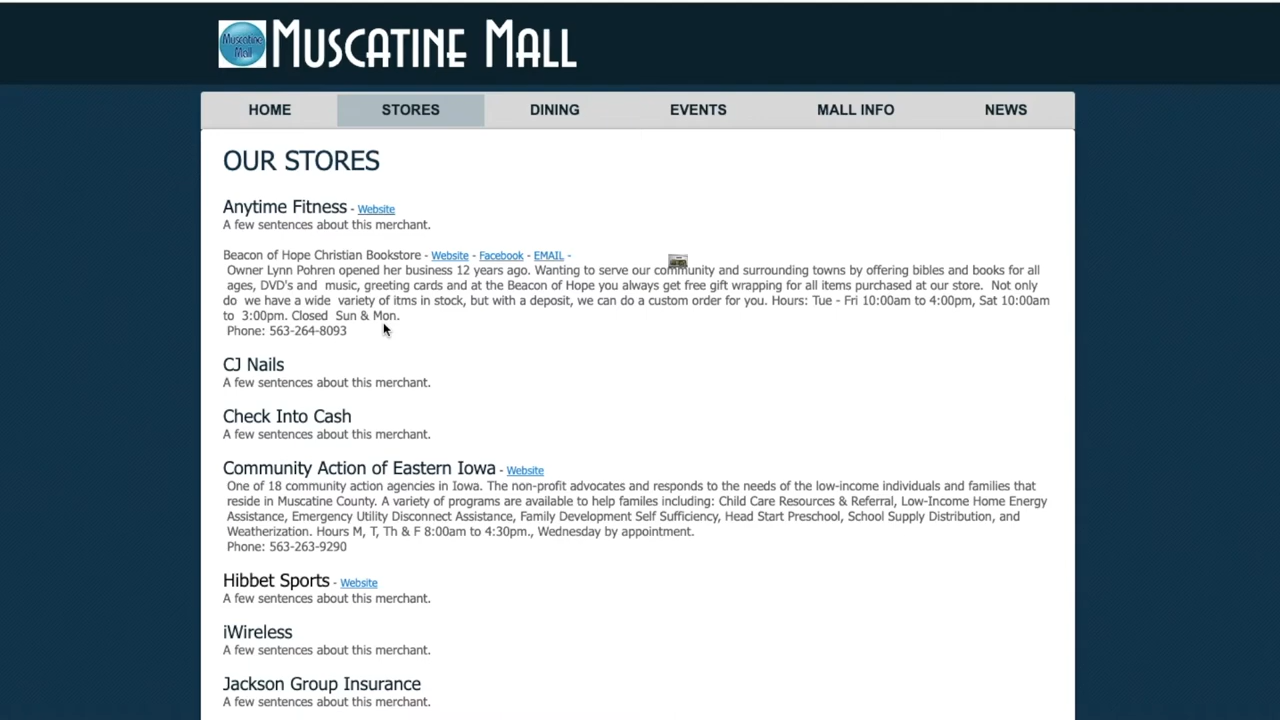 Muscatine Mall
MUSCATINE MALL
HOME STORES DINING EVENTS MALL INFO NEWS
OUR STORES
Anytime Fitness - Website
A few sentences about this merchant.
Beacon of Hope Christian Bookstore - Website - Facebook - EMAIL -
Owner Lynn Pohren opened her business 12 years ago. Wanting to serve our community and surrounding towns by offering bibles and books for all
ages, DVD's and music, greeting cards and at the Beacon of Hope you always get free gift wrapping for all items purchased at our store. Not only
do we have a wide variety of itms in stock, but with a deposit, we can do a custom order for you. Hours: Tue - Fri 10:00am to 4:00pm, Sat 10:00am
to 3:00pm. Closed Sun & Mon.
Phone: 563-264-8093
CJ Nails
A few sentences about this merchant.
Check Into Cash
A few sentences about this merchant.
Community Action of Eastern Iowa - Website
One of 18 community action agencies in Iowa. The non-profit advocates and responds to the needs of the low-income individuals and families that
reside in Muscatine County. A variety of programs are available to help familes including: Child Care Resources & Referral, Low-Income Home Energy
Assistance, Emergency Utility Disconnect Assistance, Family Development Self Sufficiency, Head Start Preschool, School Supply Distribution, and
Weatherization. Hours M, T, Th & F 8:00am to 4:30pm., Wednesday by appointment.
Phone: 563-263-9290
Hibbet Sports - Website
A few sentences about this merchant.
iWireless
A few sentences about this merchant.
Jackson Group Insurance
A few sentences about this merchant.